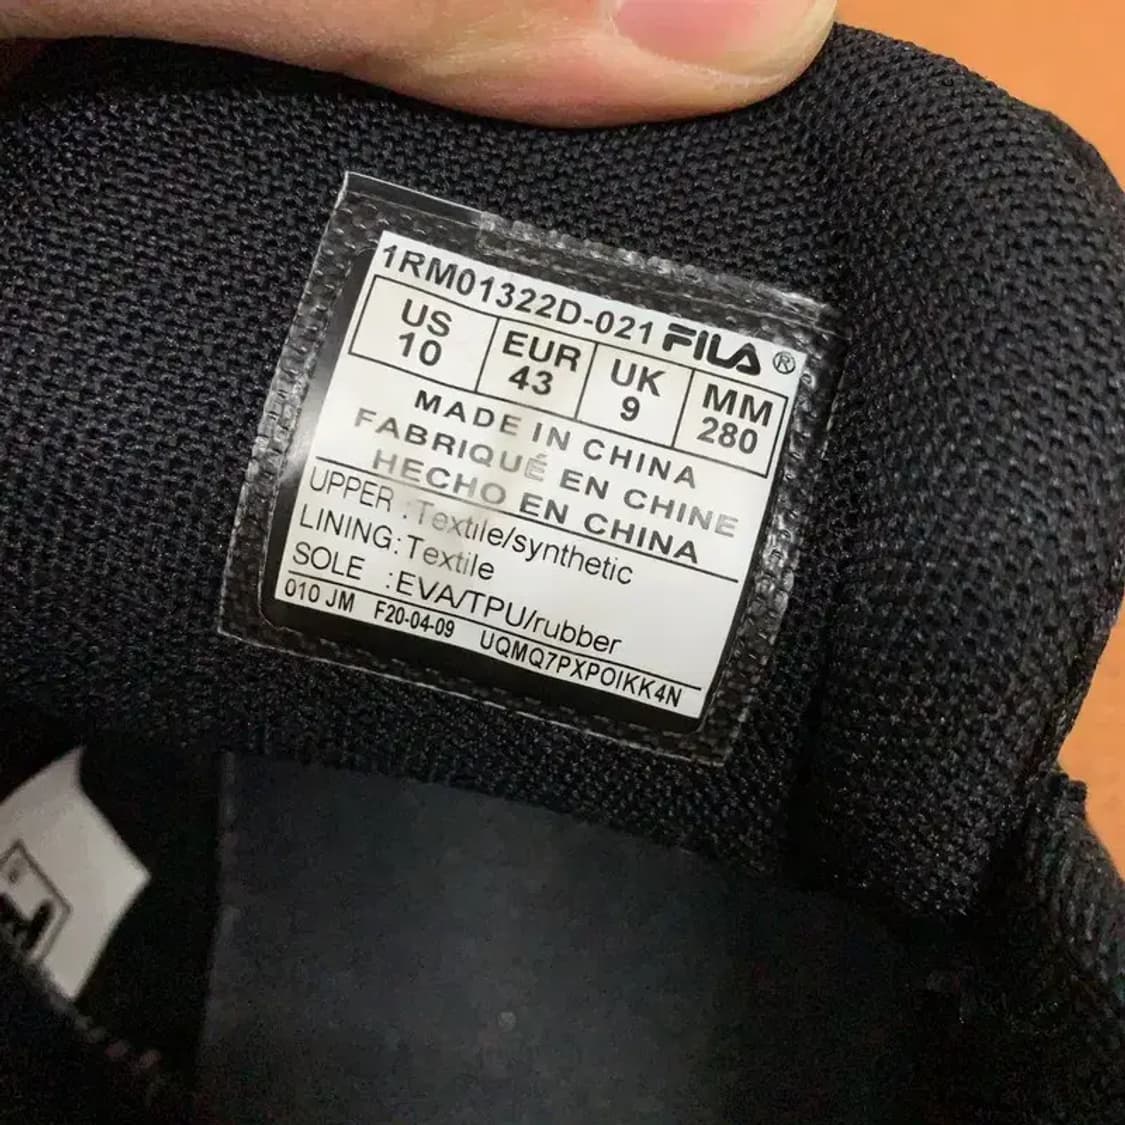 1RM01322D-021 FILA®
US EUR UK MM
10 43 9 280
MADE IN CHINA
FABRIQUÉ EN CHINE
HECHO EN CHINA
UPPER :Textile/synthetic
LINING:Textile
SOLE :EVA/TPU/rubber
010 JM F20-04-09 UQMQ7PXPOIKK4N